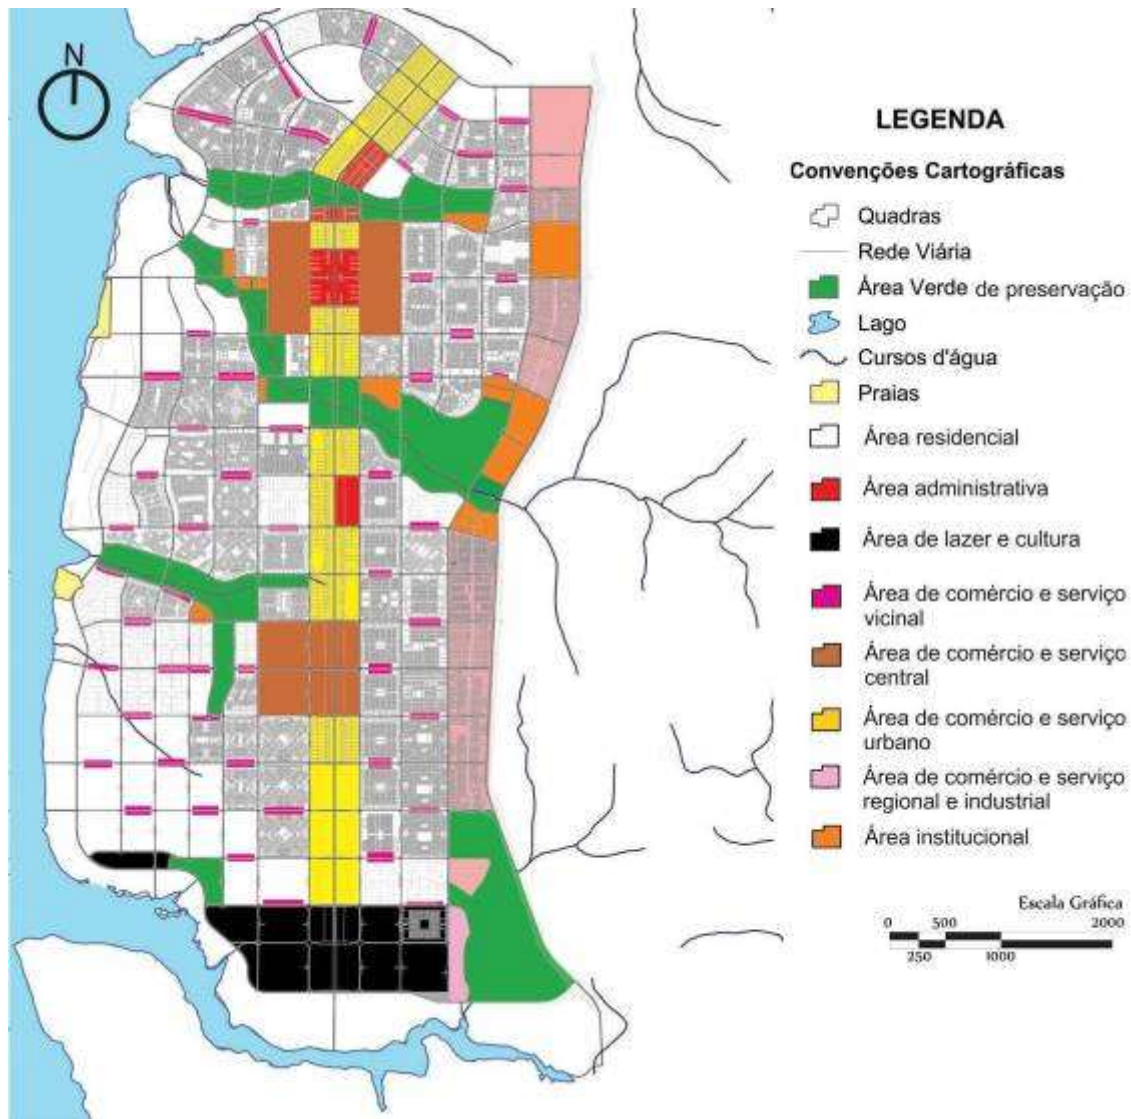 N
LEGENDA
Convenções Cartográficas
Quadras
Rede Viária
Área Verde de preservação
Lago
Cursos d'água
Praias
Área residencial
Área administrativa
Área de lazer e cultura
Área de comércio e serviço
vicinal
Área de comércio e serviço
central
Área de comércio e serviço
urbano
Área de comércio e serviço
regional e industrial
Área institucional
Escala Gráfica
0 500 2000
250 1000